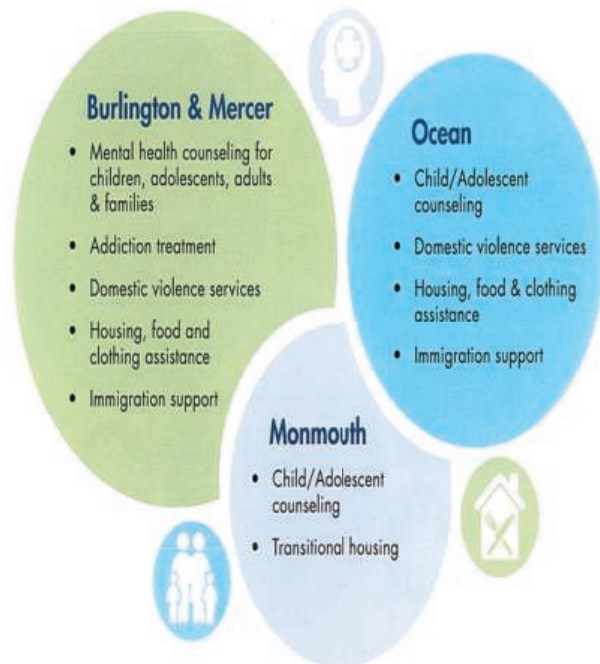 Burlington & Mercer
• Mental health counseling for
children, adolescents, adults
& families
• Addiction treatment
• Domestic violence services
• Housing, food and
clothing assistance
• Immigration support
Ocean
• Child/Adolescent
counseling
• Domestic violence services
• Housing, food & clothing
assistance
• Immigration support
Monmouth
• Child/Adolescent
counseling
• Transitional housing